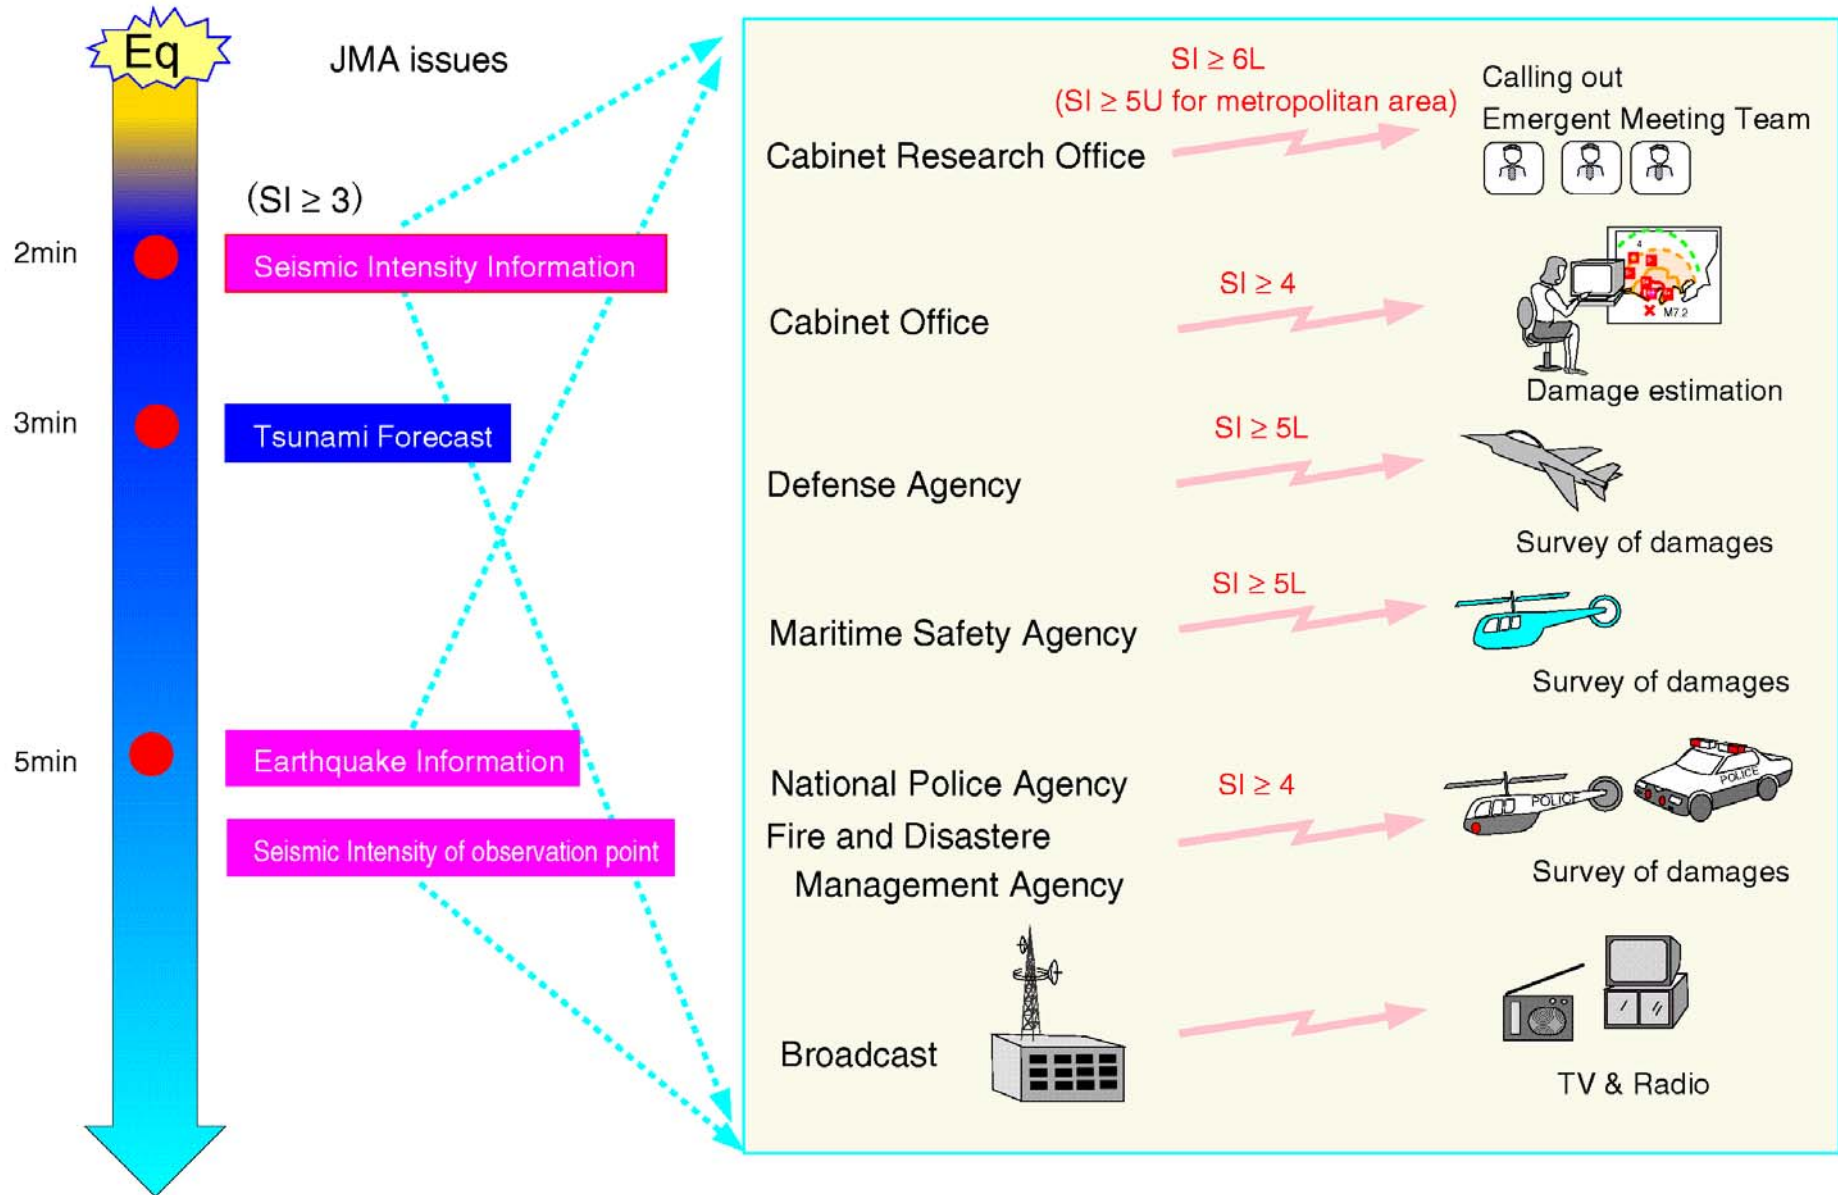 Eq
JMA issues
(SI ≥ 3)
2min
Seismic Intensity Information
3min
Tsunami Forecast
5min
Earthquake Information
Seismic Intensity of observation point
SI ≥ 6L
(SI ≥ 5U for metropolitan area)
Cabinet Research Office
Calling out
Emergent Meeting Team
SI ≥ 4
Cabinet Office
4
M7.2
Damage estimation
SI ≥ 5L
Defense Agency
Survey of damages
SI ≥ 5L
Maritime Safety Agency
Survey of damages
National Police Agency
SI ≥ 4
Fire and Disastere
Management Agency
POLICE
POLICE
Survey of damages
Broadcast
TV & Radio